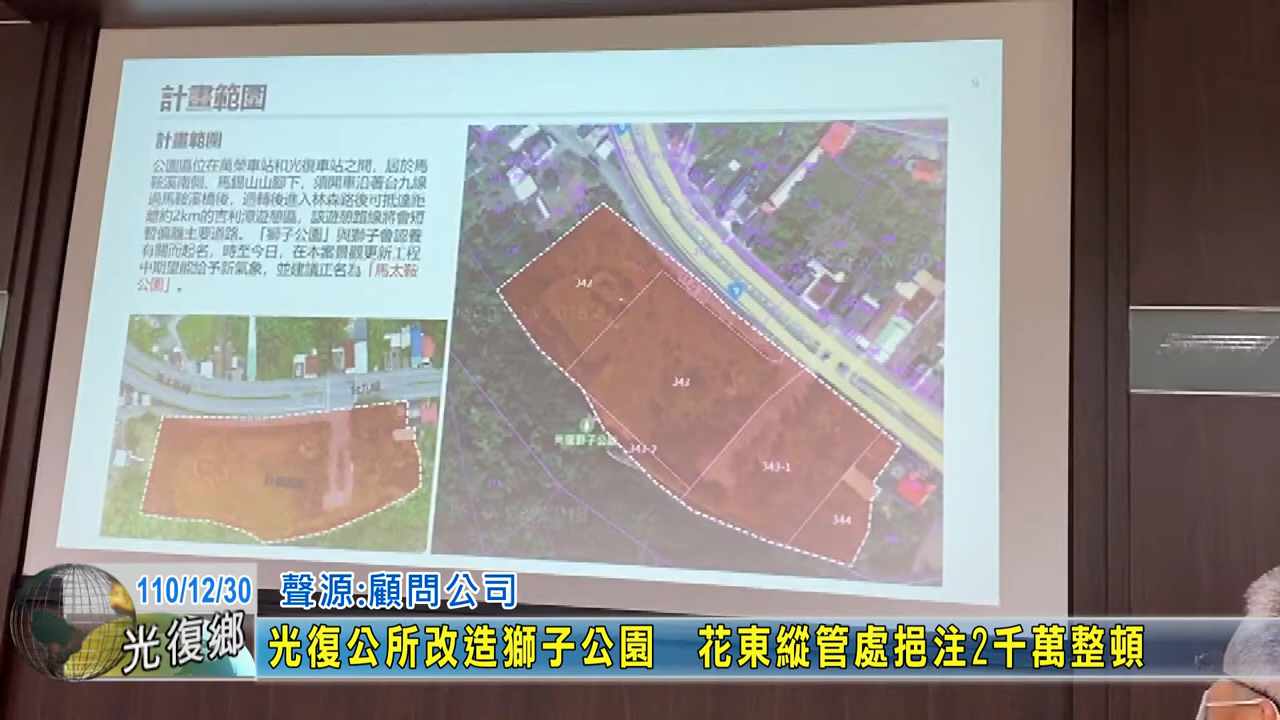 9
計畫範圍
計畫範圍
公園區位在萬榮車站和光復車站之間，居於馬
鞍溪南側、馬錫山山腳下，須開車沿著台九線
過馬鞍溪橋後，迴轉後進入林森路後可抵達距
離約2km的吉利潭遊憩區，該遊憩路線將會短
暫偏離主要道路。「獅子公園」與獅子會認養
有關而起名，時至今日，在本案景觀更新工程
中期望能給予新氣象，並建議正名為「馬太鞍
公園」。
台九線
342
343
343-2
343-1
344
9
光復獅子公園
110/12/30
聲源:顧問公司
光復鄉
光復公所改造獅子公園 花東縱管處挹注2千萬整頓